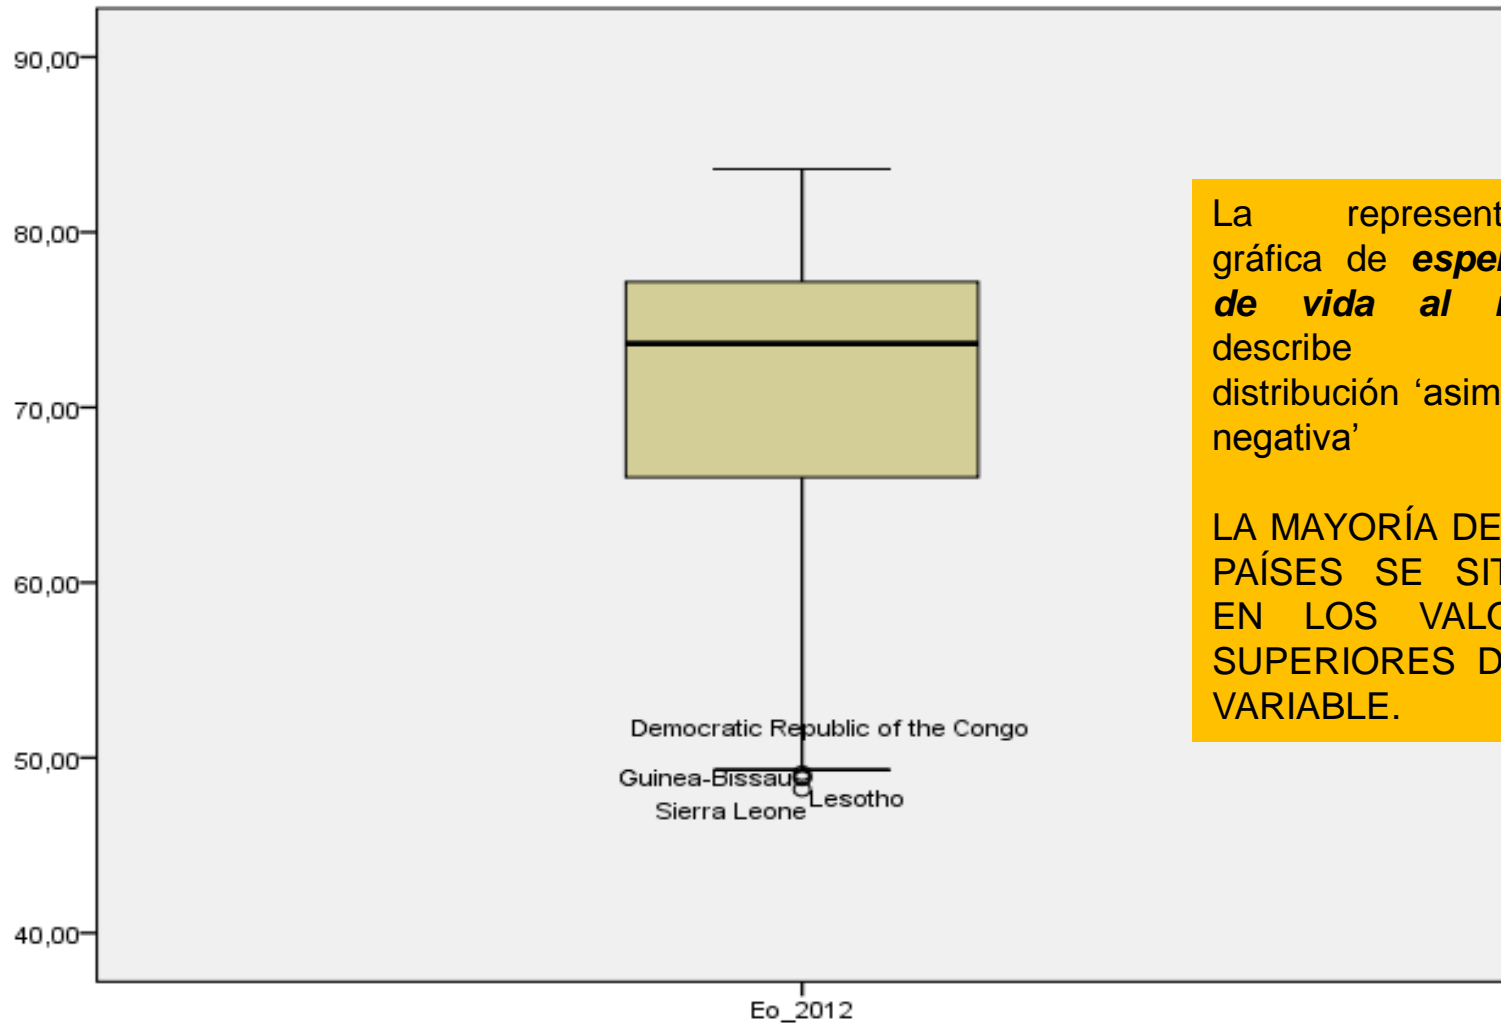 90,00
80,00
70,00
60,00
50,00
40,00
Democratic Republic of the Congo
Guinea-Bissau
Lesotho
Sierra Leone
Eo_2012
La
gráfica de
de vida al
describe
distribución
negativa’
LA MAYORÍA DE
PAÍSES SE
EN LOS
SUPERIORES
VARIABLE.